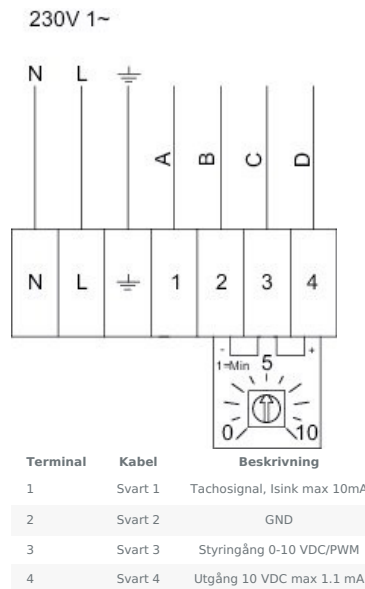 230V 1~
N L
A B C D
N L 1 2 3 4
- +
1=Min 5
0 10
Terminal Kabel Beskrivning
1 Svart 1 Tachosignal, Isink max 10mA
2 Svart 2 GND
3 Svart 3 Styringång 0-10 VDC/PWM
4 Svart 4 Utgång 10 VDC max 1.1 mA